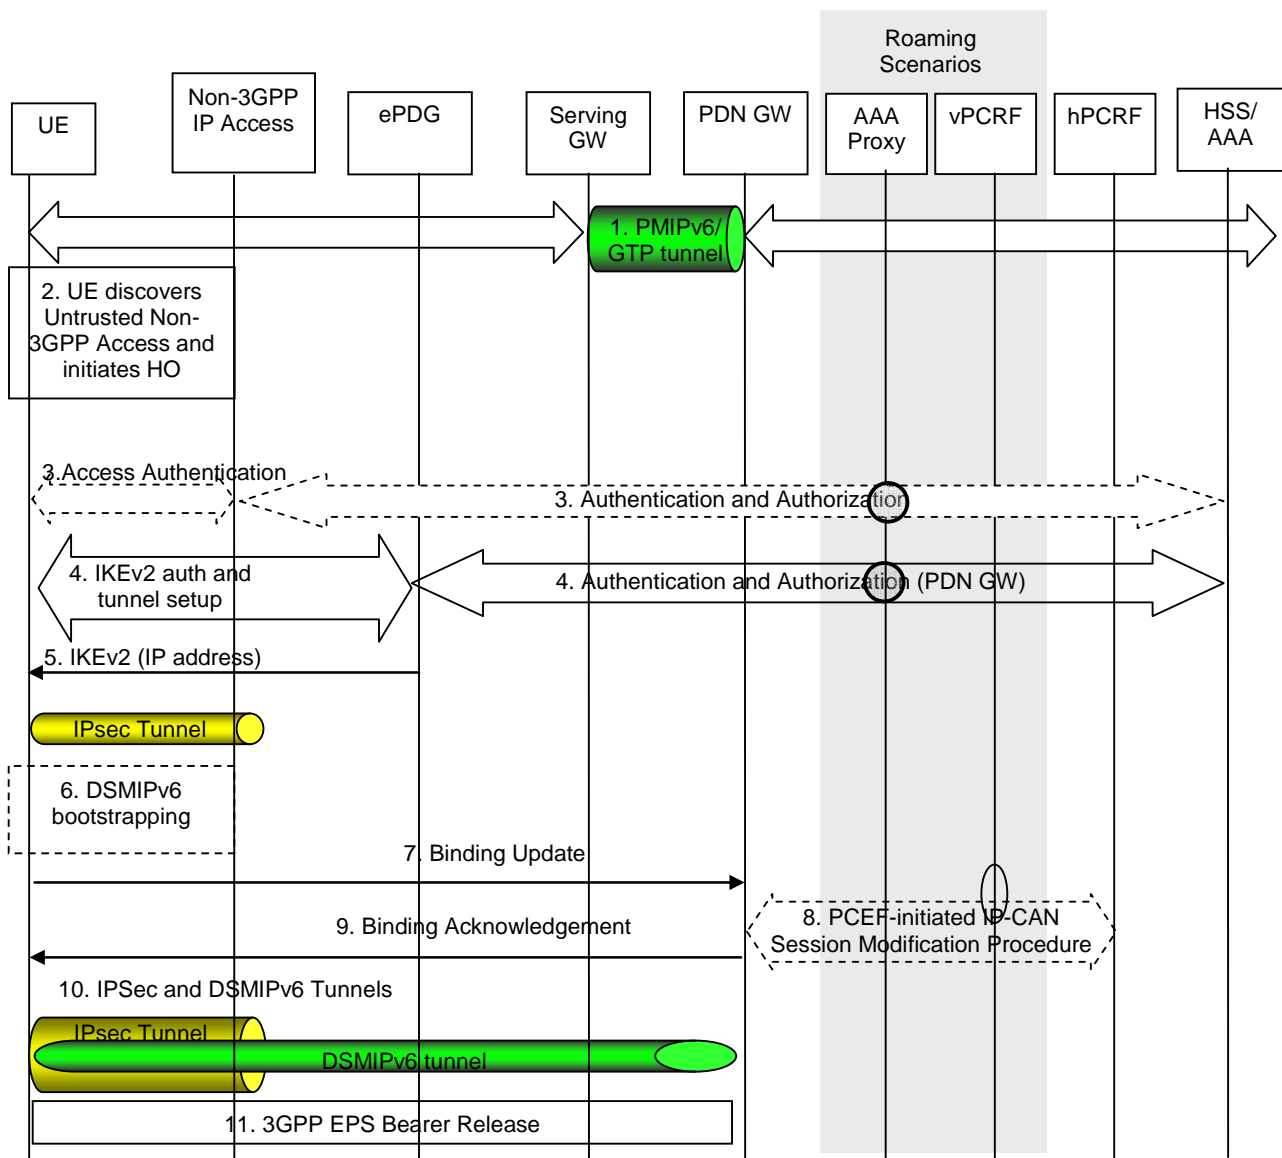 Roaming
Scenarios
UE
Non-3GPP
IP Access
ePDG
Serving
GW
PDN GW
AAA
Proxy
vPCRF
hPCRF
HSS/
AAA
1. PMIPv6/
GTP tunnel
2. UE discovers
Untrusted Non-
3GPP Access and
initiates HO
3.Access Authentication
3. Authentication and Authorization
4. IKEv2 auth and
tunnel setup
4. Authentication and Authorization (PDN GW)
5. IKEv2 (IP address)
IPsec Tunnel
6. DSMIPv6
bootstrapping
7. Binding Update
8. PCEF-initiated IP-CAN
Session Modification Procedure
9. Binding Acknowledgement
10. IPSec and DSMIPv6 Tunnels
IPsec Tunnel
DSMIPv6 tunnel
11. 3GPP EPS Bearer Release